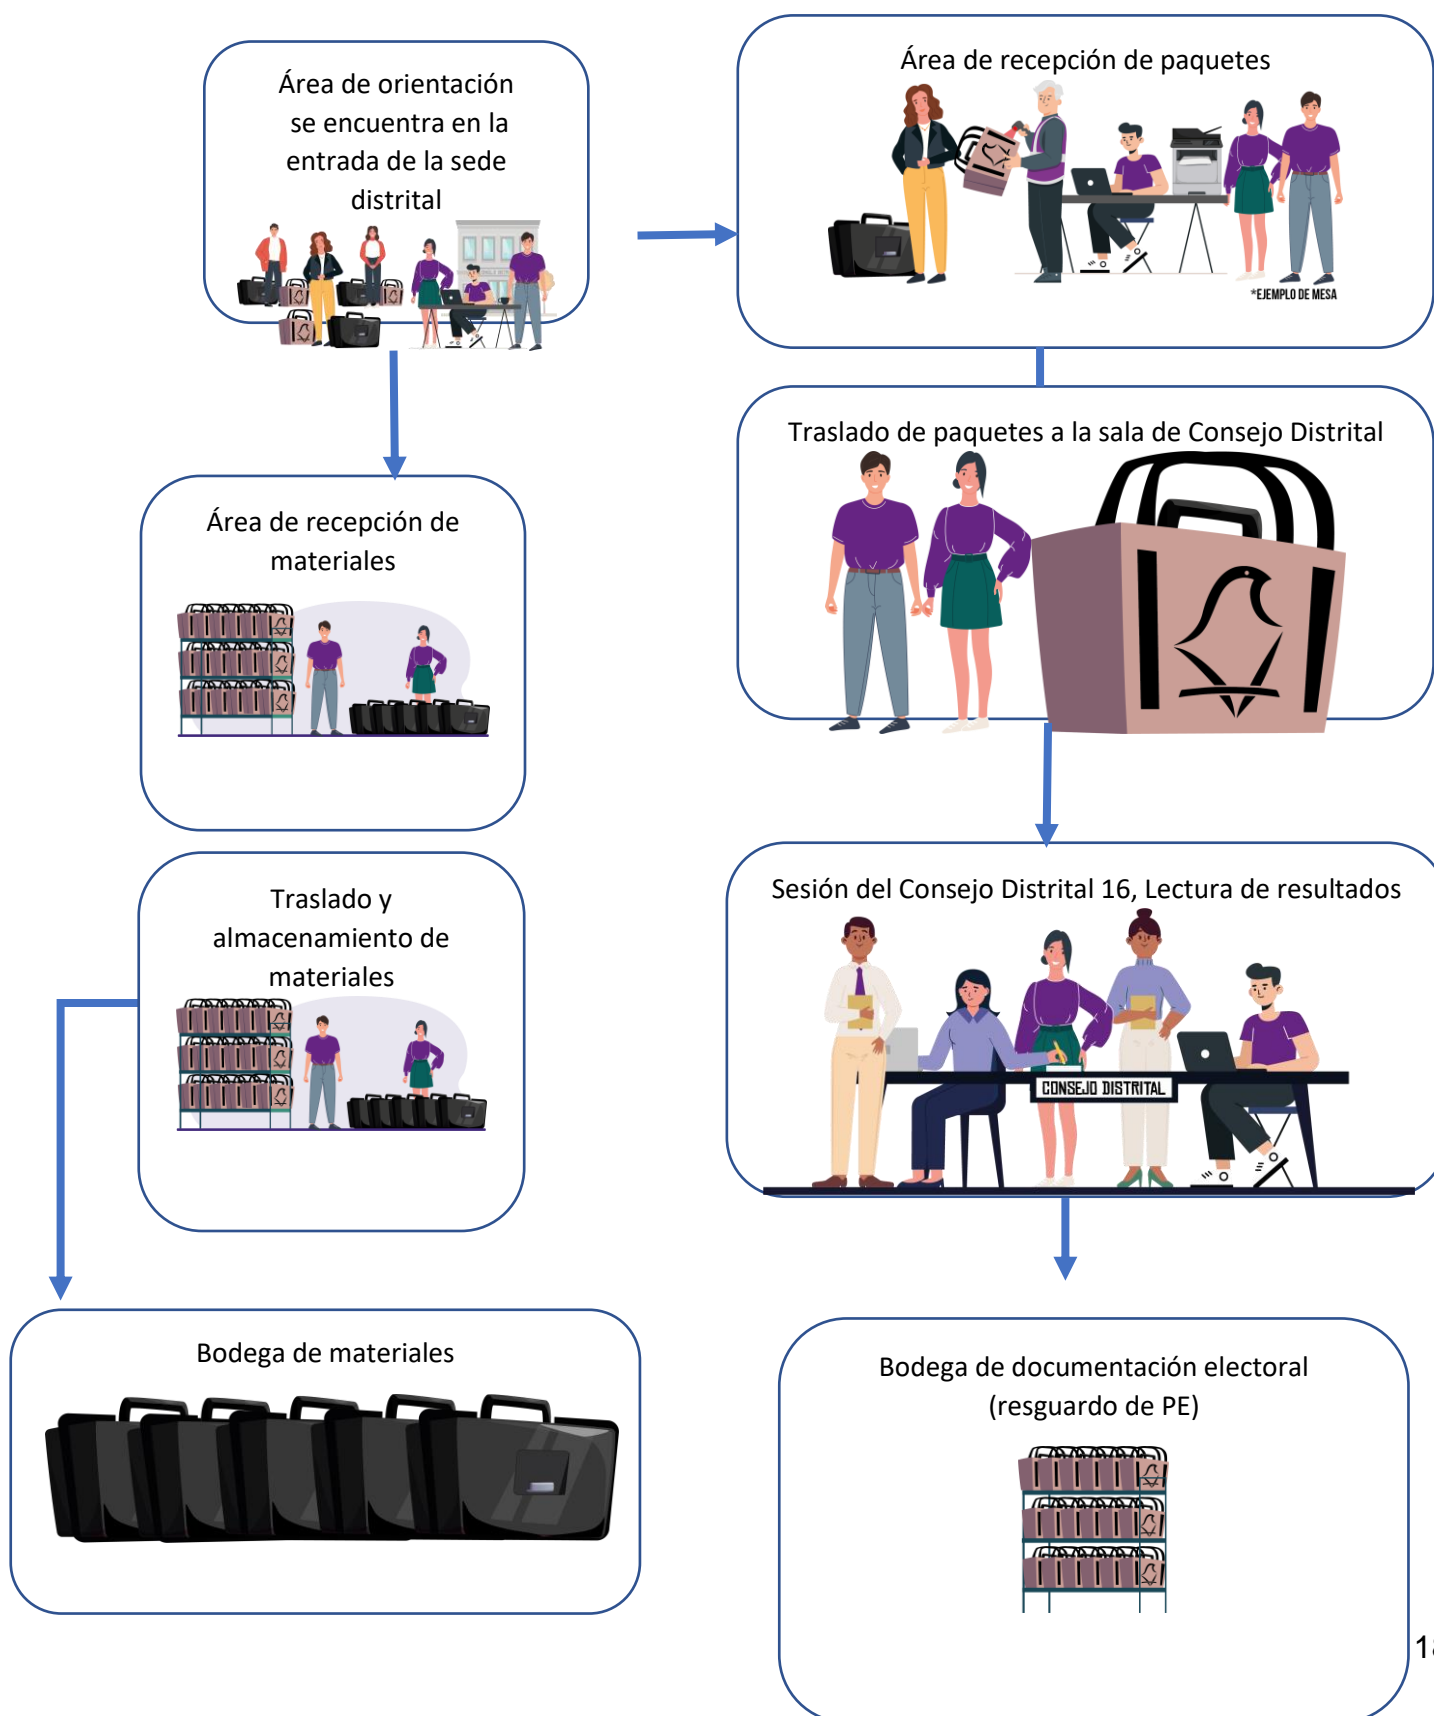 Área de orientación
se encuentra en la
entrada de la sede
distrital
Área de recepción de paquetes
*EJEMPLO DE MESA
Traslado de paquetes a la sala de Consejo Distrital
Área de recepción de
materiales
Sesión del Consejo Distrital 16, Lectura de resultados
CONSEJO DISTRITAL
Traslado y
almacenamiento de
materiales
Bodega de materiales
Bodega de documentación electoral
(resguardo de PE)